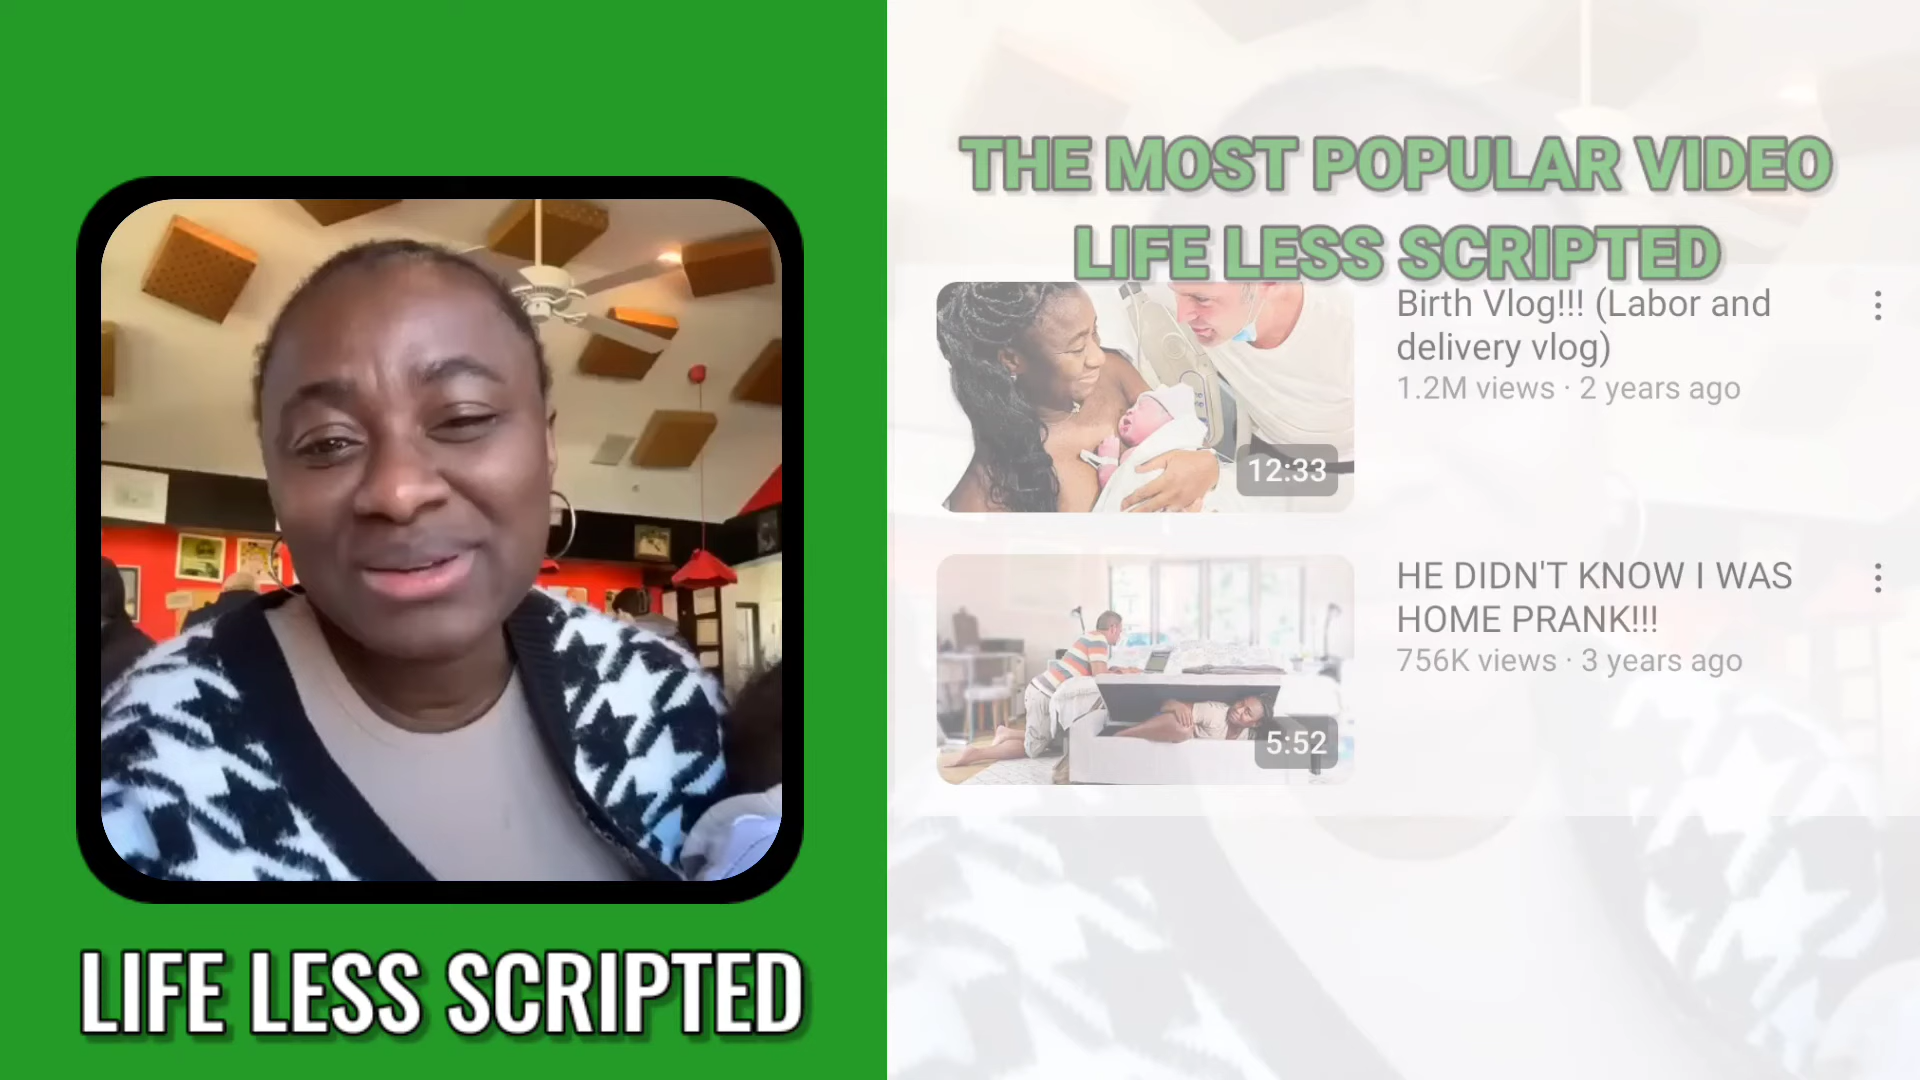 LIFE LESS SCRIPTED
THE MOST POPULAR VIDEO
LIFE LESS SCRIPTED
Birth Vlog!!! (Labor and
delivery vlog)
1.2M views · 2 years ago
12:33
HE DIDN'T KNOW I WAS
HOME PRANK!!!
756K views · 3 years ago
5:52